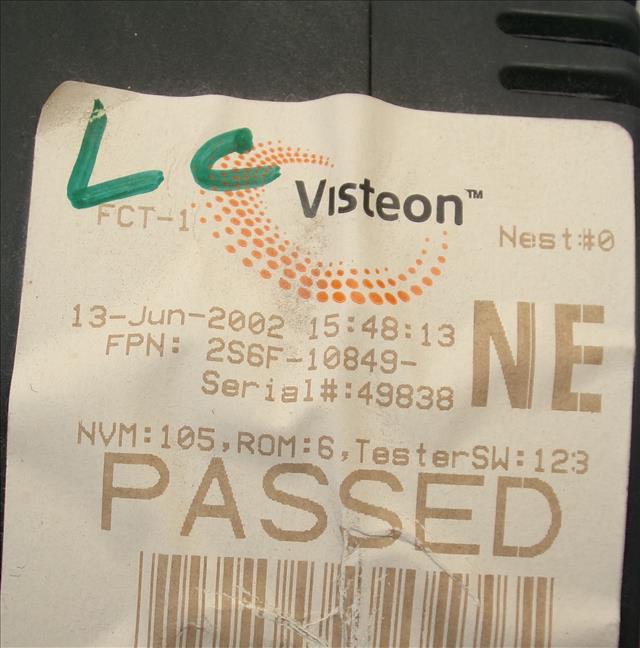 LC
Visteon™
FCT-1
Nest#0
13-Jun-2002 15:48:13
FPN: 2S6F-10849-
NE
Serial#:49838
NVM:105,ROM:6,TesterSW:123
PASSED